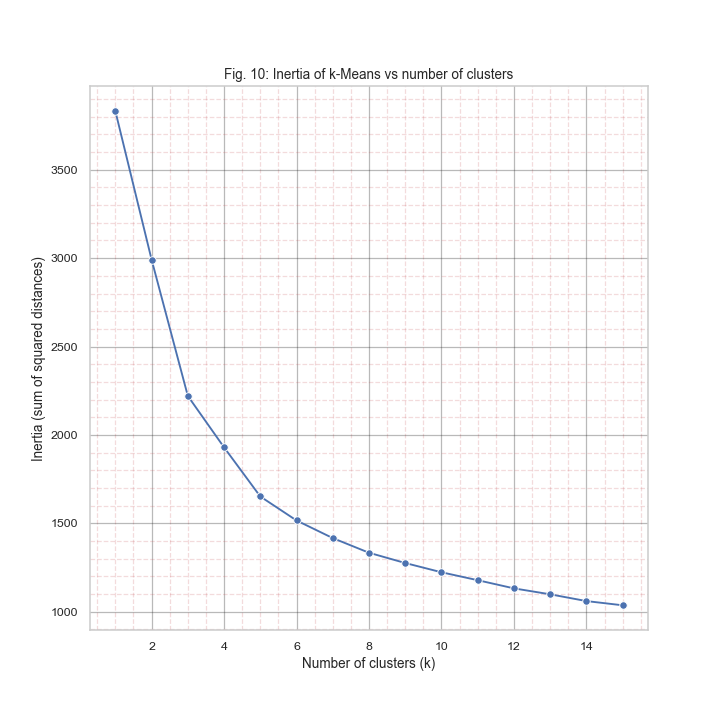 Fig. 10: Inertia of k-Means vs number of clusters
Inertia (sum of squared distances)
3500
3000
2500
2000
1500
1000
2 4 6 8 10 12 14
Number of clusters (k)